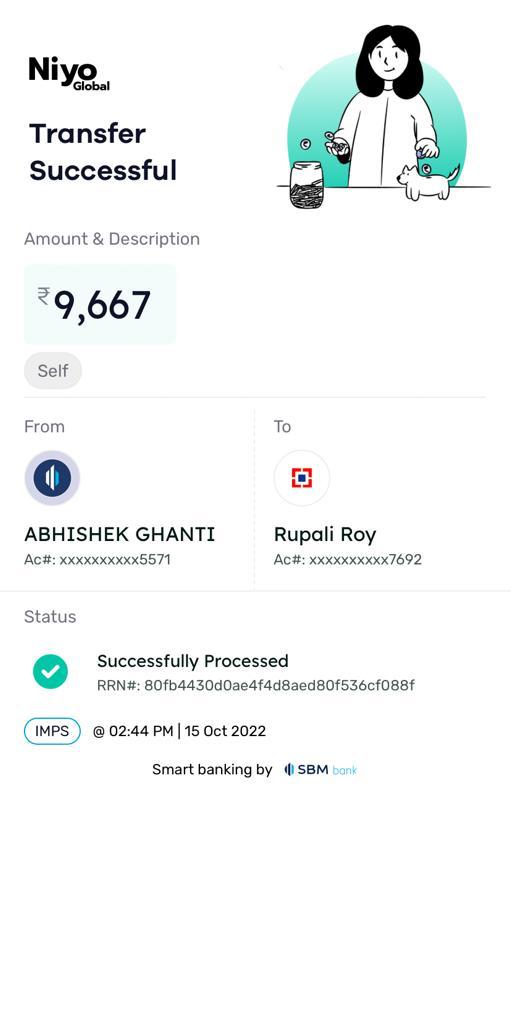 Niyo
Global
Transfer
Successful
Amount & Description
₹9,667
Self
From
To
ABHISHEK GHANTI
Rupali Roy
Ac#: xxxxxxxxxx5571
Ac#: xxxxxxxxxx7692
Status
Successfully Processed
RRN#: 80fb4430d0ae4f4d8aed80f536cf088f
IMPS @ 02:44 PM | 15 Oct 2022
Smart banking by SBM bank